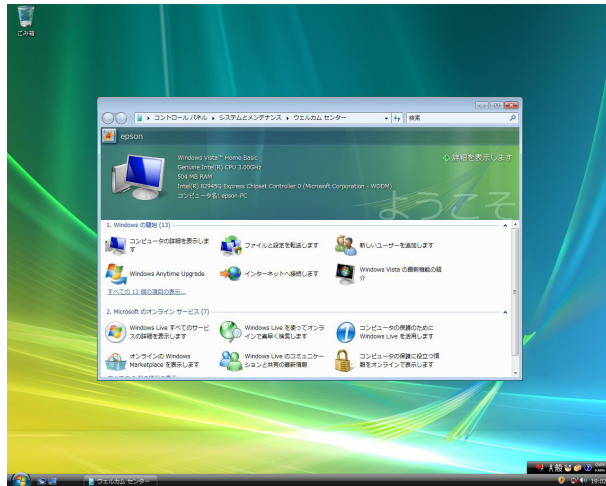 ごみ箱
コントロール パネル ▸ システムとメンテナンス ▸ ウェルカム センター
検索
epson
Windows Vista™ Home Basic
Genuine Intel(R) CPU 3.00GHz
504 MB RAM
Intel(R) 82945G Express Chipset Controller 0 (Microsoft Corporation - WDDM)
コンピュータ名: epson-PC
詳細を表示します
ようこそ
1. Windows の開始 (13)
コンピュータの詳細を表示しま
す
ファイルと設定を転送します
新しいユーザーを追加します
Windows Anytime Upgrade
インターネットへ接続します
Windows Vista の最新機能の紹
介
すべての 13 個の項目の表示...
2. Microsoft のオンライン サービス (7)
Windows Live すべてのサービ
スの詳細を表示します
Windows Live を使ってオンラ
インで素早く検索します
コンピュータの保護のために
Windows Live を活用します
オンラインの Windows
Marketplace を表示します
Windows Live のコミュニケー
ションと共有の最新情報
コンピュータの保護に役立つ情
報をオンラインで表示します
A 般
CAPS
KANA
ウェルカム センター
19:02